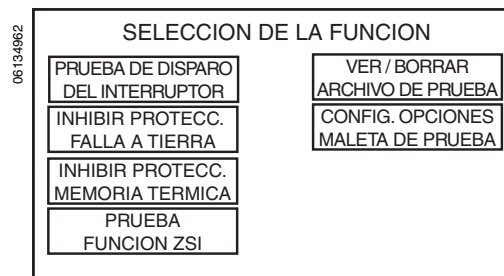 06134962
SELECCION DE LA FUNCION
PRUEBA DE DISPARO
DEL INTERRUPTOR
INHIBIR PROTECC.
FALLA A TIERRA
INHIBIR PROTECC.
MEMORIA TERMICA
PRUEBA
FUNCION ZSI
VER / BORRAR
ARCHIVO DE PRUEBA
CONFIG. OPCIONES
MALETA DE PRUEBA